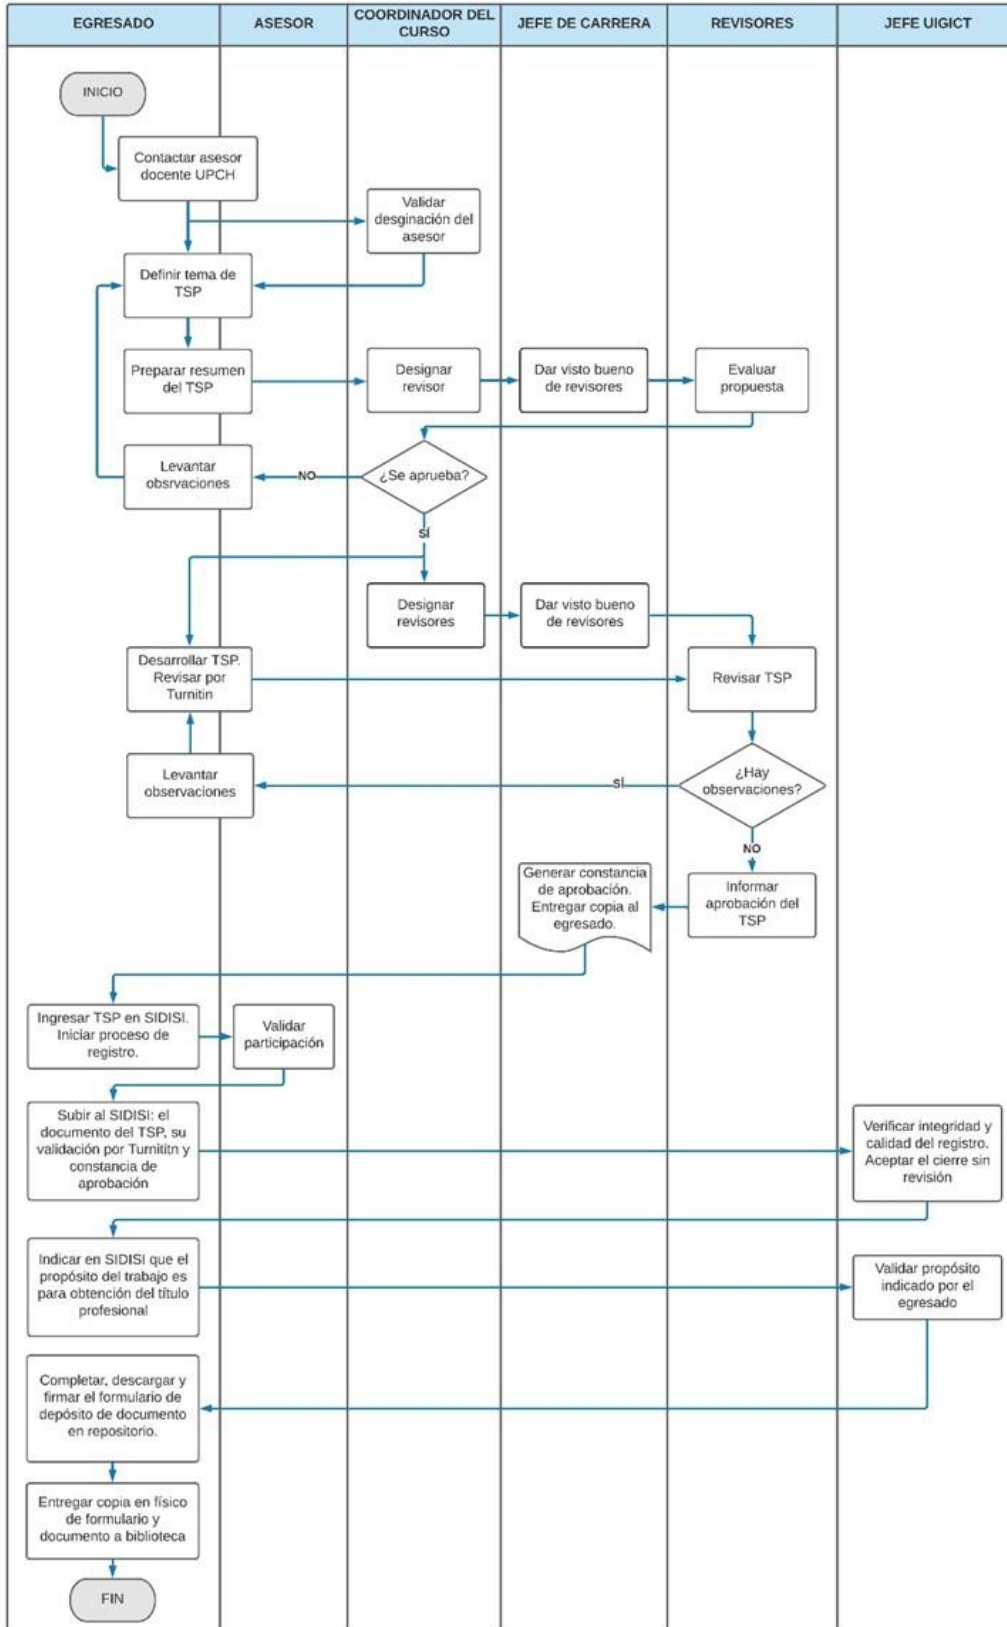 EGRESADO
ASESOR
COORDINADOR DEL
CURSO
JEFE DE CARRERA
REVISORES
JEFE UIGICT
INICIO
Contactar asesor
docente UPCH
Validar
desginación del
asesor
Definir tema de
TSP
Preparar resumen
del TSP
Designar
revisor
Dar visto bueno
de revisores
Evaluar
propuesta
Levantar
obsrvaciones
NO
¿Se aprueba?
SÍ
Designar
revisores
Dar visto bueno
de revisores
Desarrollar TSP.
Revisar por
Turnitin
Revisar TSP
Levantar
observaciones
SÍ
¿Hay
observaciones?
NO
Generar constancia
de aprobación.
Entregar copia al
egresado.
Informar
aprobación del
TSP
Ingresar TSP en SIDISI.
Iniciar proceso de
registro.
Validar
participación
Subir al SIDISI: el
documento del TSP, su
validación por Turnititn y
constancia de
aprobación
Verificar integridad y
calidad del registro.
Aceptar el cierre sin
revisión
Indicar en SIDISI que el
propósito del trabajo es
para obtención del título
profesional
Validar propósito
indicado por el
egresado
Completar, descargar y
firmar el formulario de
depósito de documento
en repositorio.
Entregar copia en físico
de formulario y
documento a biblioteca
FIN